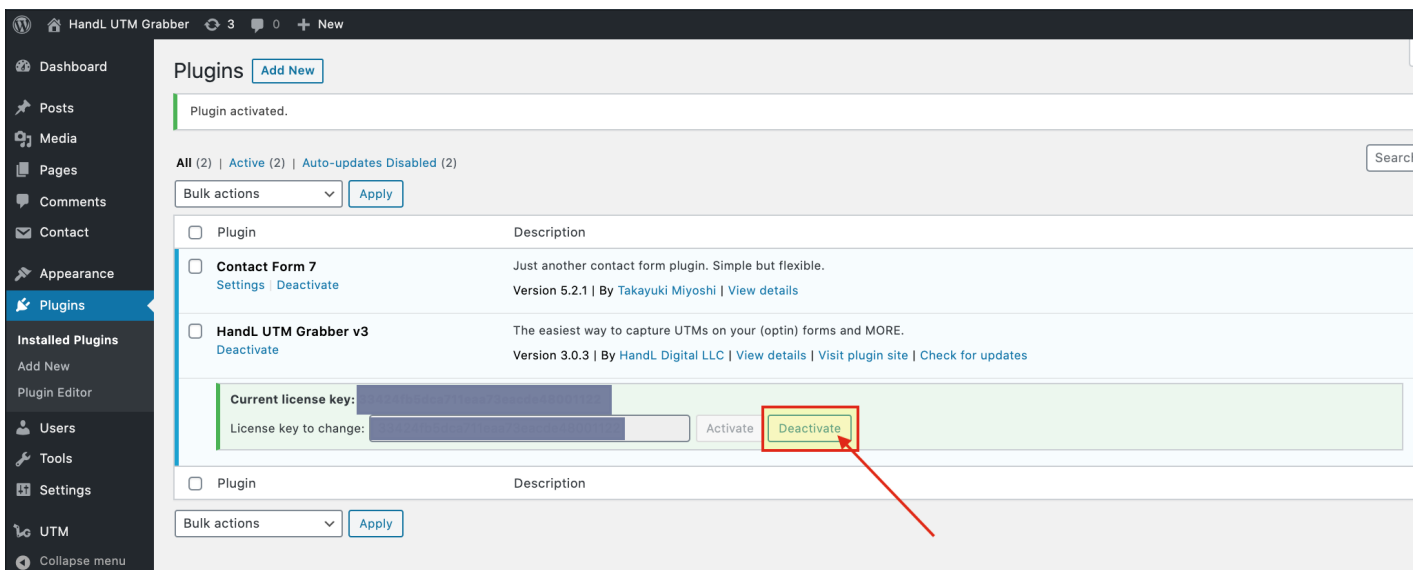 HandL UTM Grabber 3 0 + New
Dashboard
Posts
Media
Pages
Comments
Contact
Appearance
Plugins
Installed Plugins
Add New
Plugin Editor
Users
Tools
Settings
UTM
Collapse menu
Plugins Add New
Plugin activated.
All (2) | Active (2) | Auto-updates Disabled (2)
Search
Bulk actions Apply
Plugin Description
Contact Form 7 Just another contact form plugin. Simple but flexible.
Settings | Deactivate Version 5.2.1 | By Takayuki Miyoshi | View details
HandL UTM Grabber v3 The easiest way to capture UTMs on your (optin) forms and MORE.
Deactivate Version 3.0.3 | By HandL Digital LLC | View details | Visit plugin site | Check for updates
Current license key:
License key to change: Activate Deactivate
Plugin Description
Bulk actions Apply